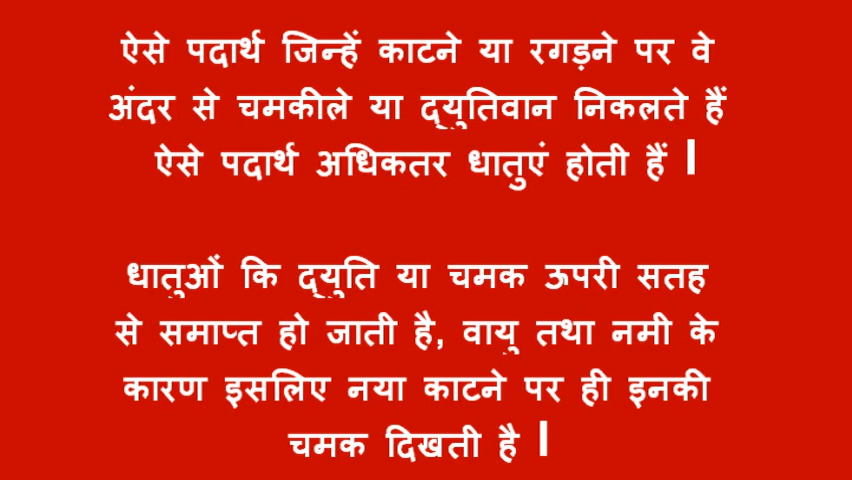 ऐसे पदार्थ जिन्हें काटने या रगड़ने पर वे
अंदर से चमकीले या द्‌युतिवान निकलते हैं
ऐसे पदार्थ अधिकतर धातुएं होती हैं |
धातुओं कि द्‌युति या चमक ऊपरी सतह
से समाप्त हो जाती है, वायु तथा नमी के
कारण इसलिए नया काटने पर ही इनकी
चमक दिखती है |